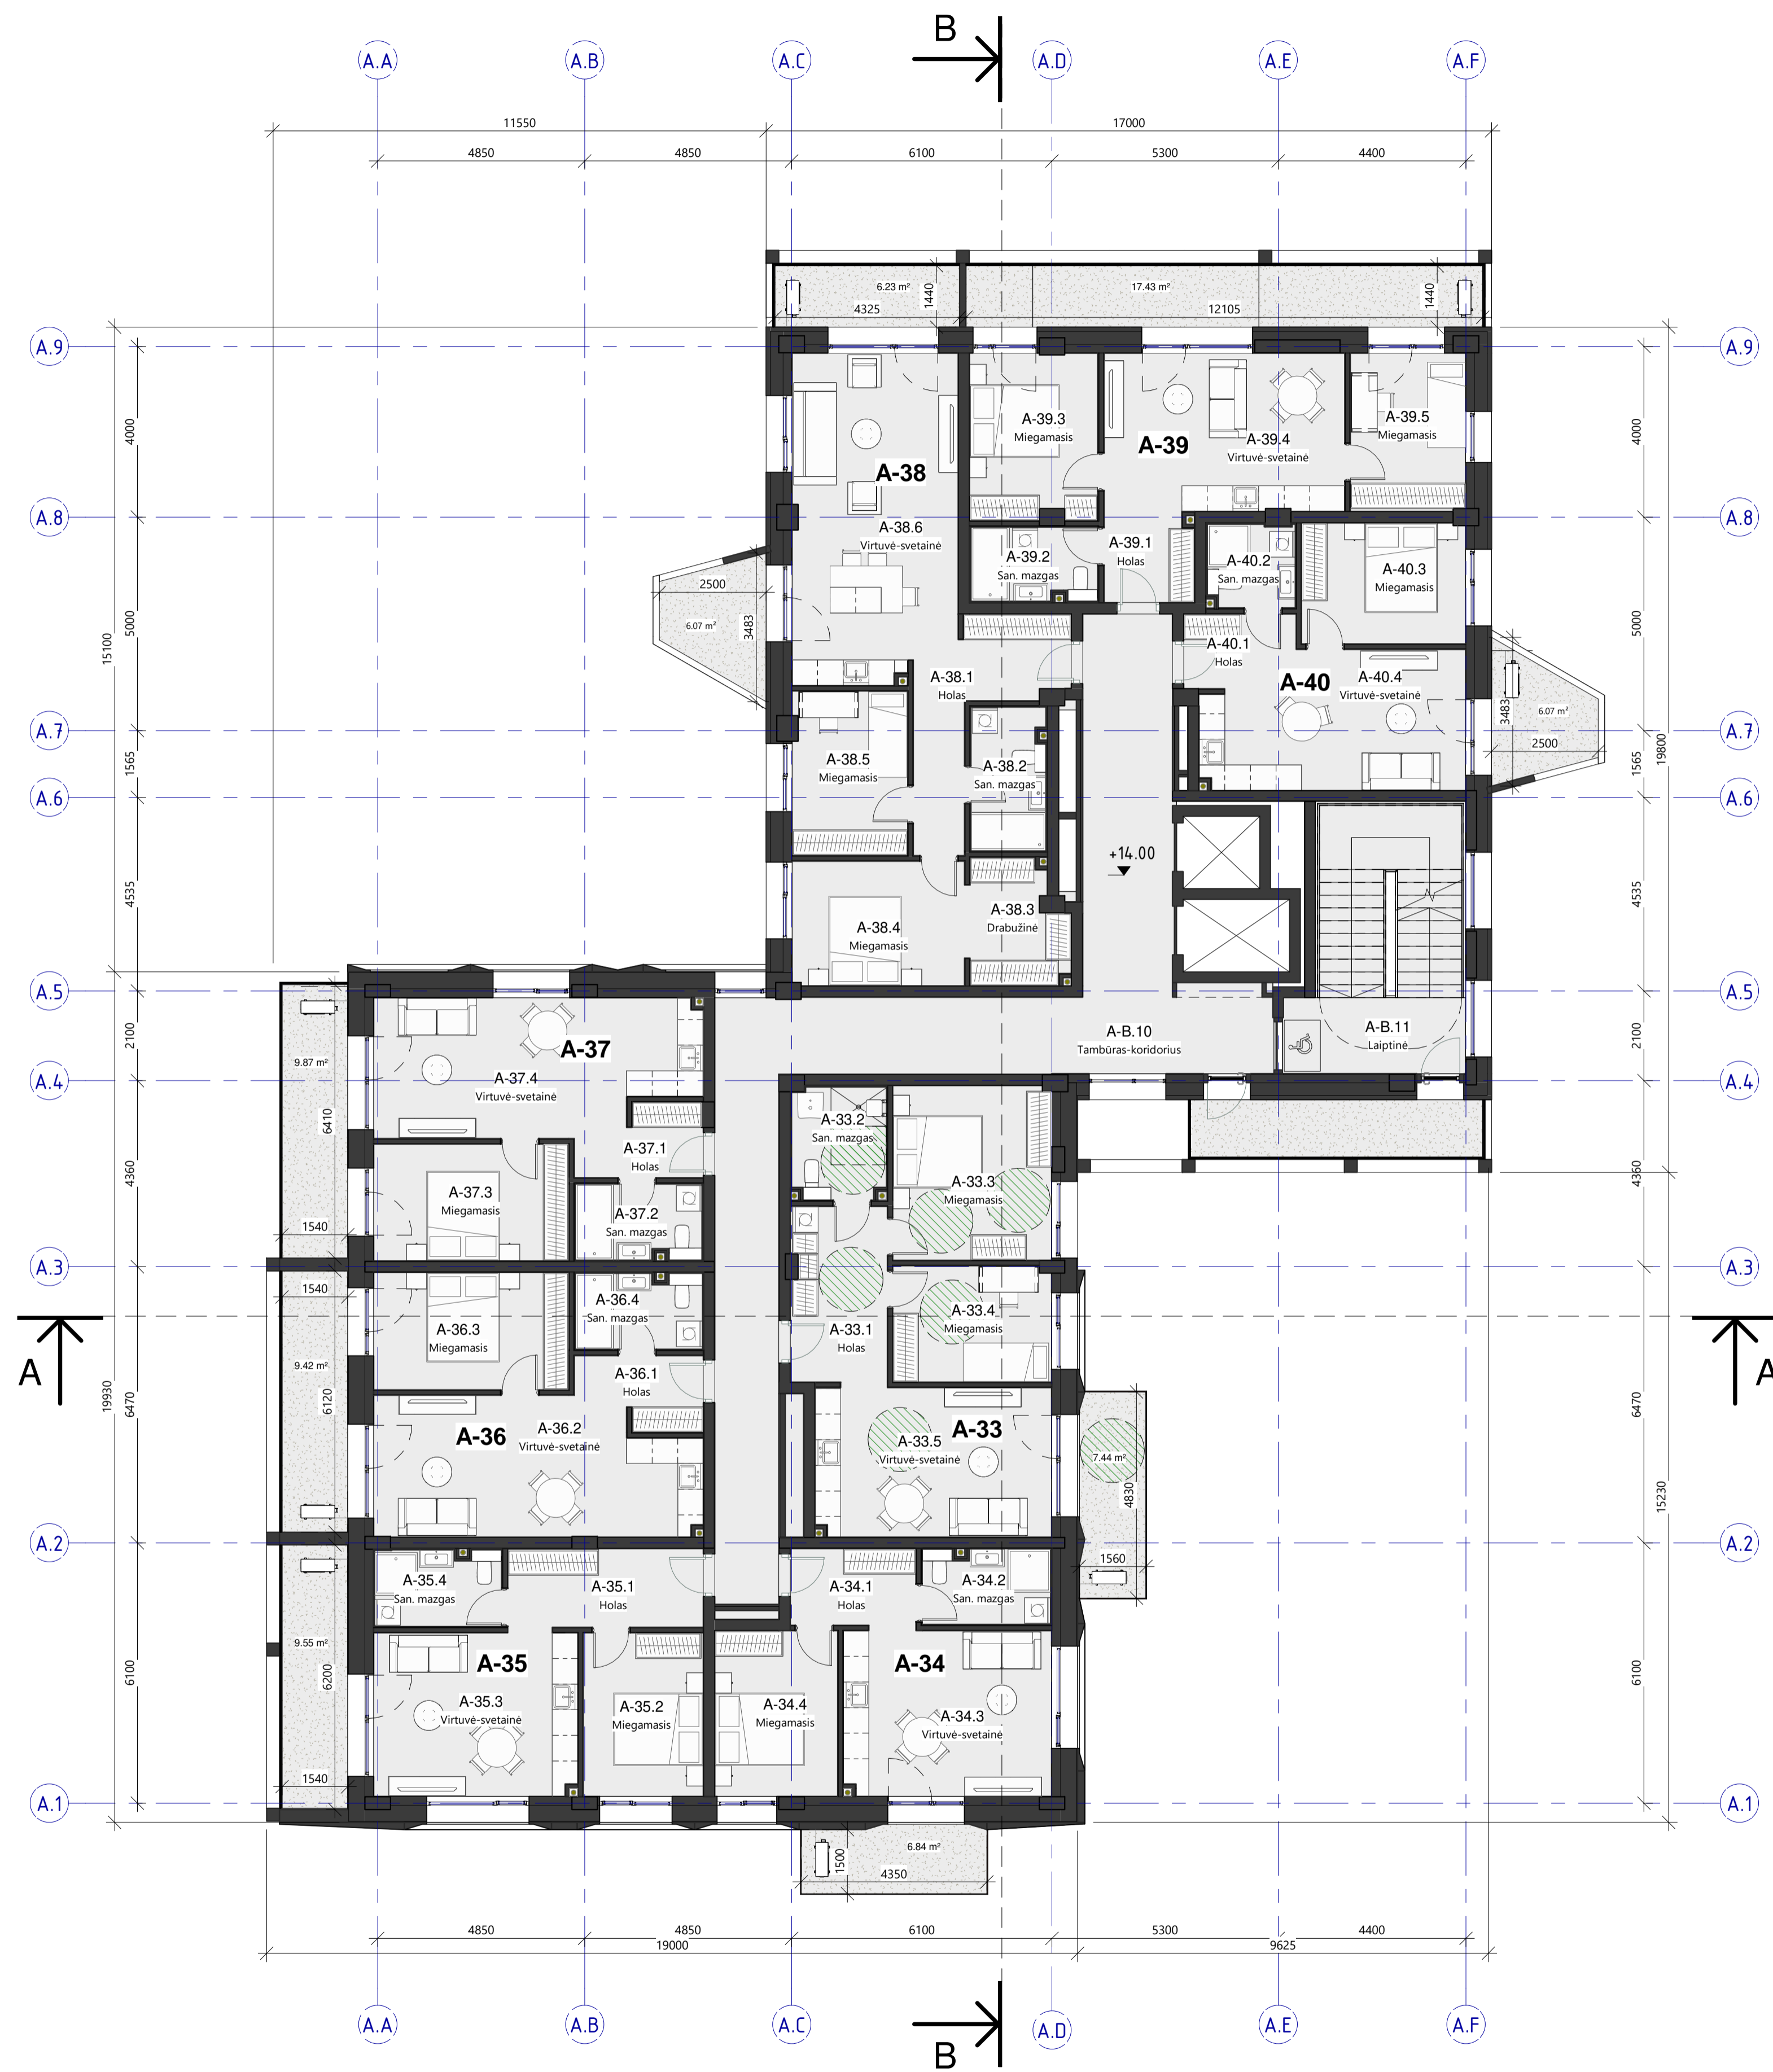 B
A.A
A.B
A.C
A.D
A.E
A.F
11550
17000
4850
4850
6100
5300
4400
6.23 m²
4325
1440
17.43 m²
12105
1440
A.9
A.9
4000
4000
A-38
A-39.3
Miegamasis
A-39
A-39.4
Virtuvė-svetainė
A-39.5
Miegamasis
A.8
A.8
A-38.6
Virtuvė-svetainė
A-39.2
San. mazgas
A-39.1
Holas
A-40.2
San. mazgas
A-40.3
Miegamasis
2500
6.07 m²
3483
15100
5000
5000
A-38.1
Holas
A-40.1
Holas
A-40
A-40.4
Virtuvė-svetainė
3483
6.07 m²
2500
A.7
A.7
1565
1565
19800
A-38.5
Miegamasis
A-38.2
San. mazgas
A.6
A.6
+14.00
4535
4535
A-38.4
Miegamasis
A-38.3
Drabužinė
A.5
A.5
2100
2100
A-37
A-B.10
Tambūras-koridorius
A-B.11
Laiptinė
9.87 m²
6410
A-37.4
Virtuvė-svetainė
A.4
A.4
A-37.1
Holas
A-33.2
San. mazgas
4360
4360
A-37.3
Miegamasis
A-37.2
San. mazgas
A-33.3
Miegamasis
1540
A.3
A.3
1540
A-36.4
San. mazgas
A-36.3
Miegamasis
A-33.1
Holas
A-33.4
Miegamasis
A
A
9.42 m²
6120
A-36.1
Holas
19930
6470
6470
A-36
A-36.2
Virtuvė-svetainė
A-33
A-33.5
Virtuvė-svetainė
7.44 m²
4830
15230
A.2
A.2
1560
A-35.4
San. mazgas
A-35.1
Holas
A-34.1
Holas
A-34.2
San. mazgas
9.55 m²
6200
6100
6100
A-35
A-35.3
Virtuvė-svetainė
A-35.2
Miegamasis
A-34.4
Miegamasis
A-34
A-34.3
Virtuvė-svetainė
1540
A.1
A.1
1500
6.84 m²
4350
4850
4850
6100
5300
4400
19000
9625
A.A
A.B
A.C
A.D
A.E
A.F
B